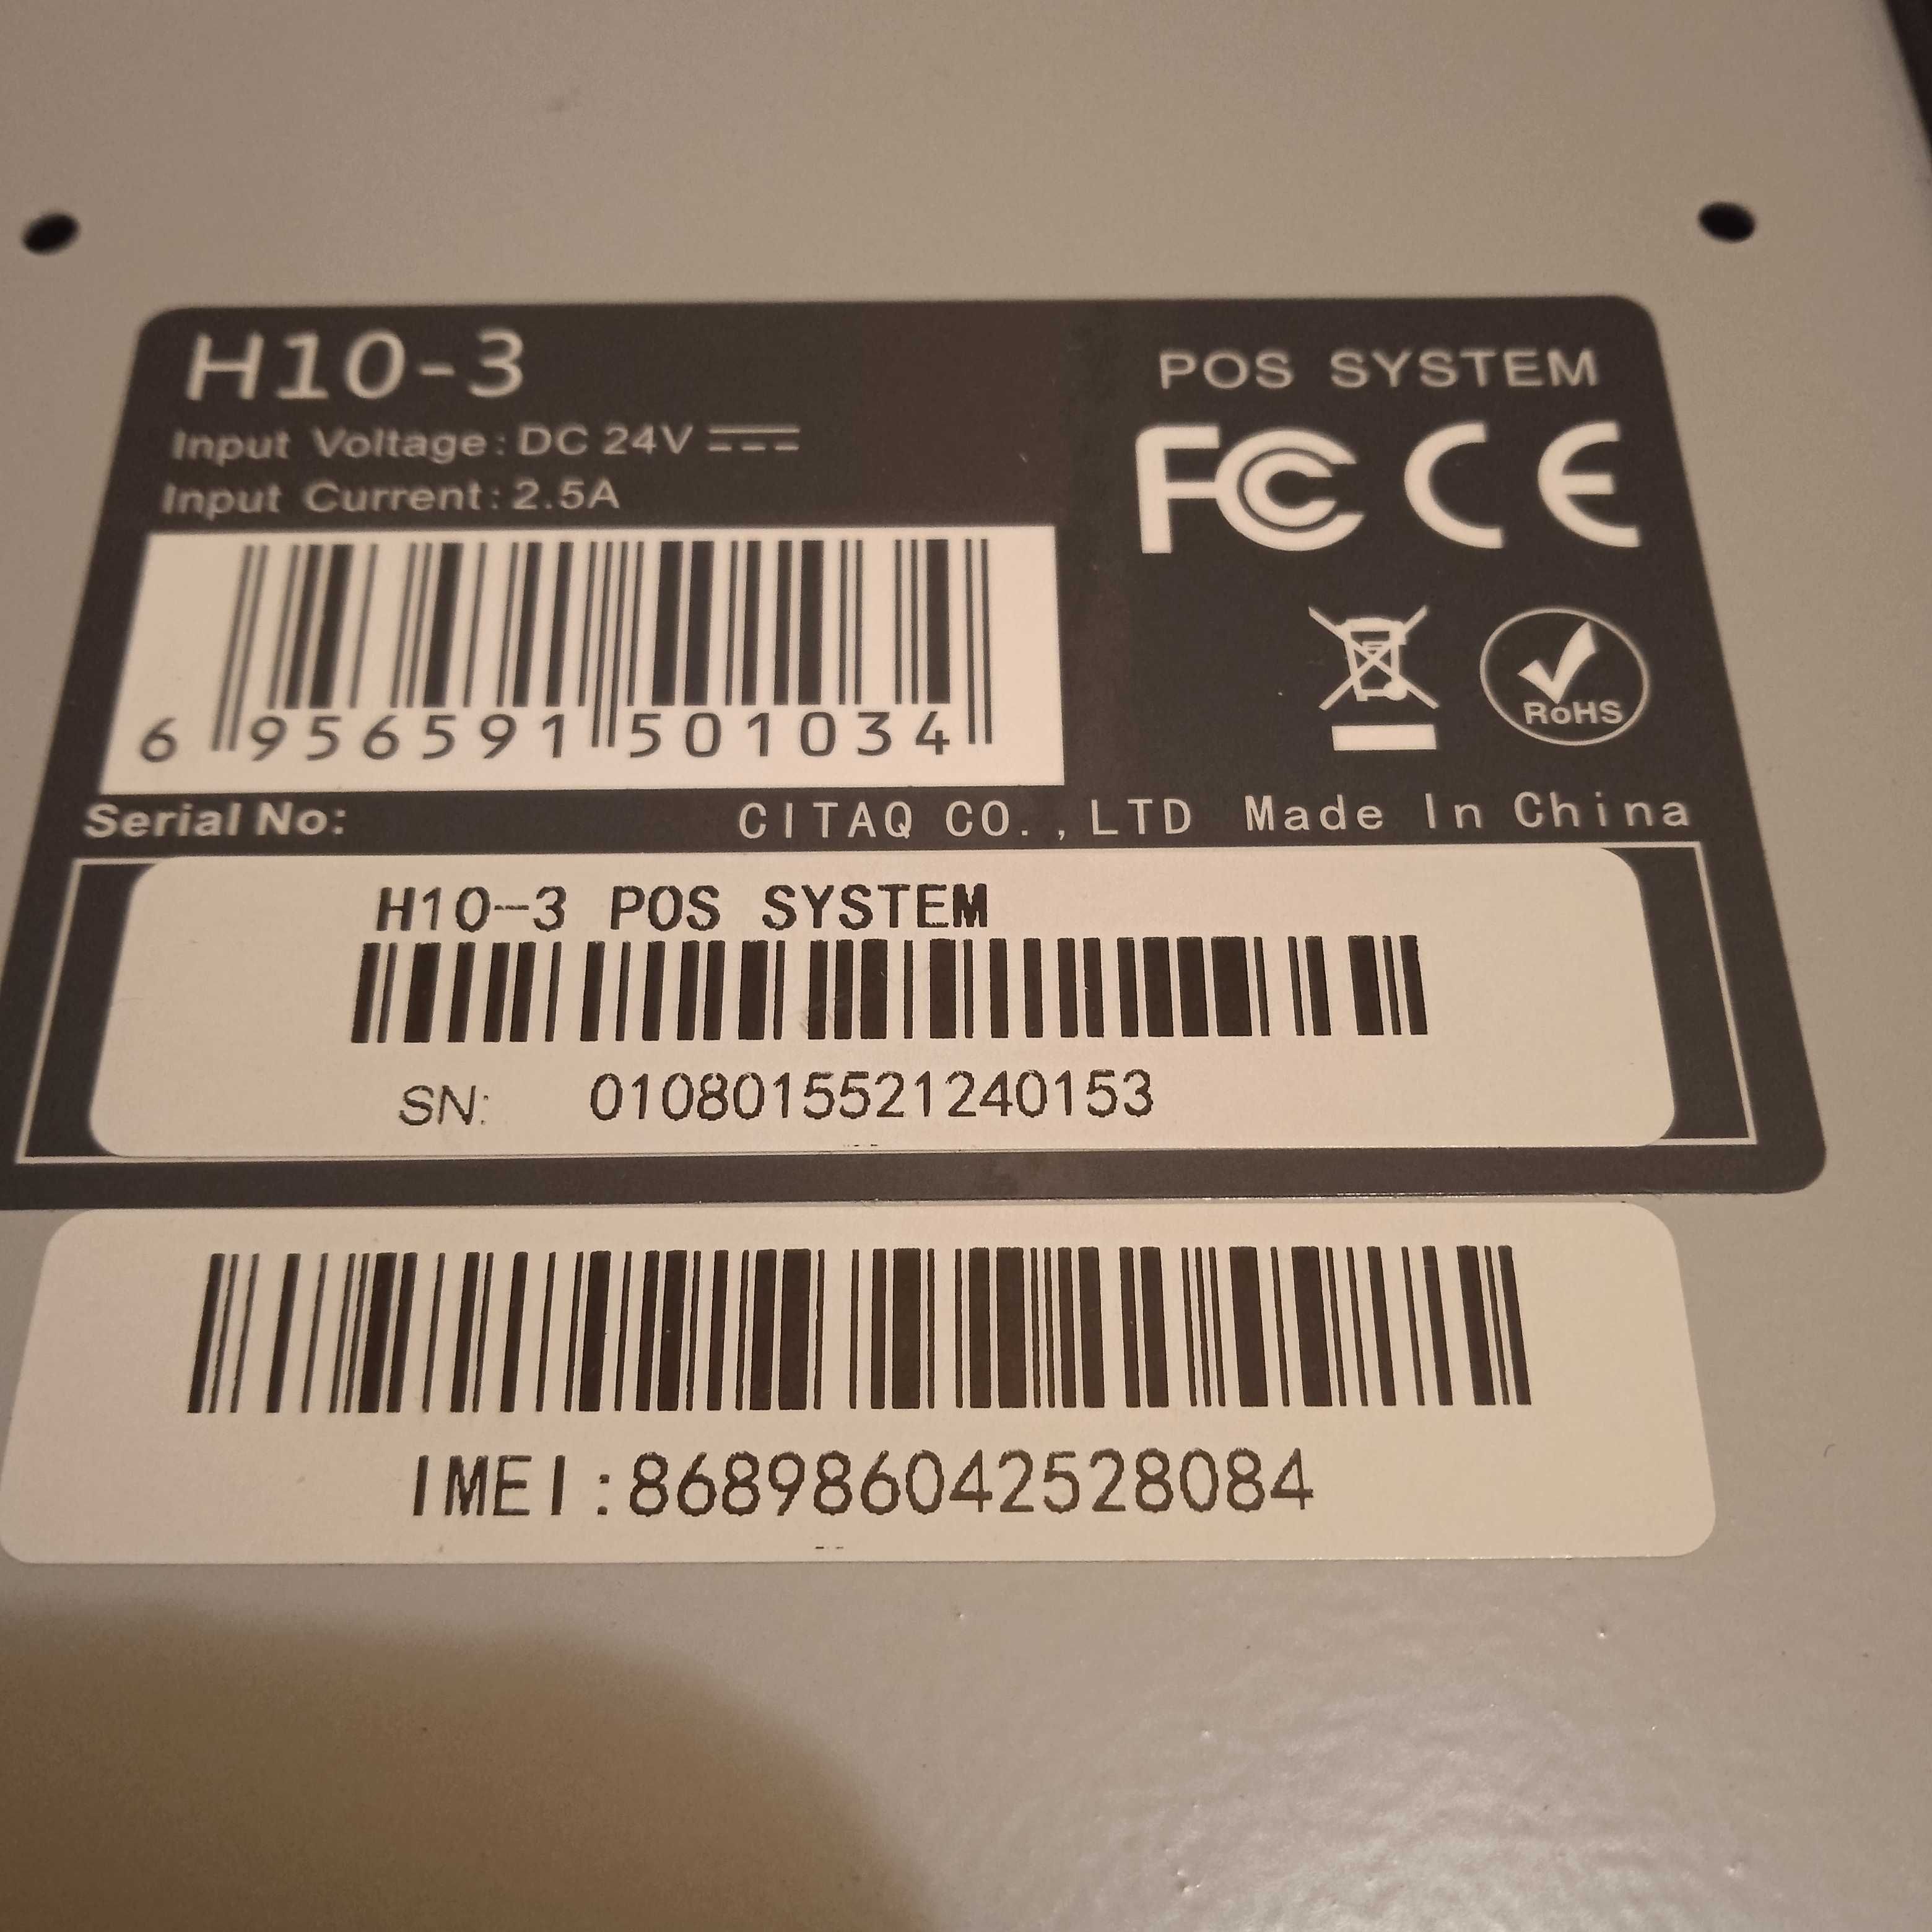 H10-3
POS SYSTEM
Input Voltage: DC 24V
Input Current: 2.5A
FC CE
RoHS
6 956591 501034
Serial No:
CITAQ CO.,LTD Made In China
H10-3 POS SYSTEM
SN: 0108015521240153
IMEI:868986042528084